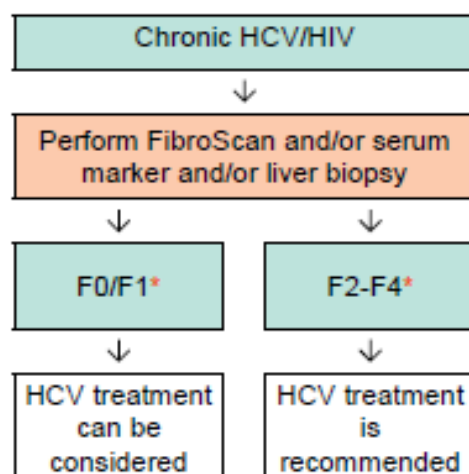 Chronic HCV/HIV
↓
Perform FibroScan and/or serum
marker and/or liver biopsy
↓ ↓
F0/F1* F2-F4*
↓ ↓
HCV treatment
can be
considered
HCV treatment
is
recommended